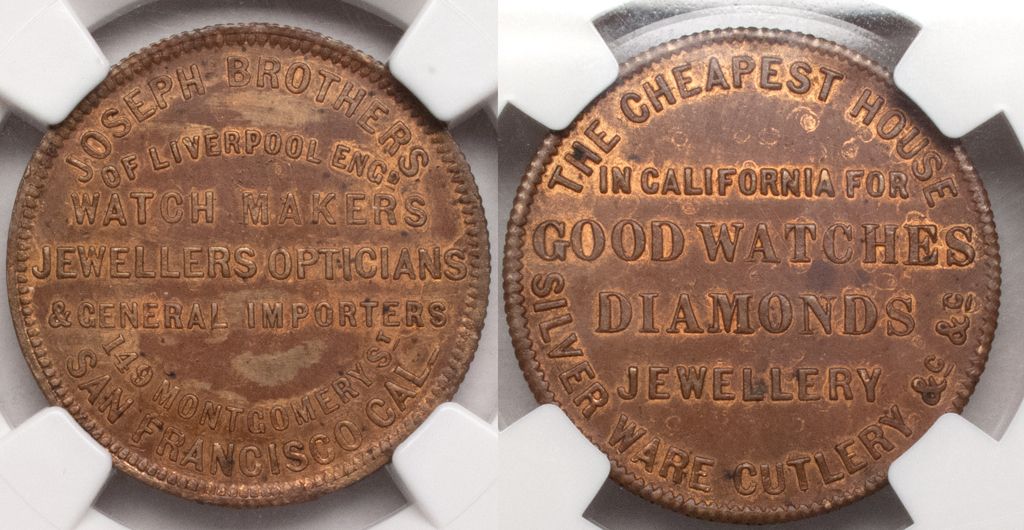 JOSEPH BROTHERS
OF LIVERPOOL ENGD
WATCH MAKERS
JEWELLERS OPTICIANS
& GENERAL IMPORTERS
149 MONTGOMERY ST
SAN FRANCISCO. CAL.
THE CHEAPEST HOUSE
IN CALIFORNIA FOR
GOOD WATCHES
DIAMONDS
JEWELLERY
SILVER WARE CUTLERY &c &c